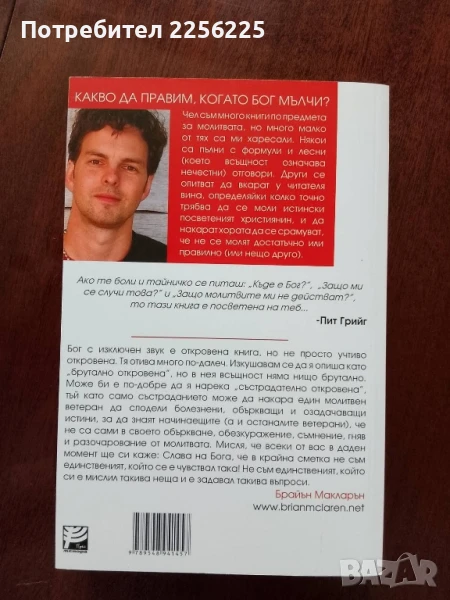 Потребител 2256225
КАКВО ДА ПРАВИМ, КОГАТО БОГ МЪЛЧИ?
Чел съм много книги по предмета
за молитвата, но много малко
от тях са ми харесали. Някои
са пълни с формули и лесни
(което всъщност означава
нечестни) отговори. Други се
опитват да вкарат у читателя
вина, определяйки колко точно
трябва да се моли истински
посветеният християнин, и да
накарат хората да се срамуват,
че не се молят достатъчно или
правилно (или нещо друго).
Ако те боли и тайничко се питаш: „Къде е Бог?", „Защо ми
се случи това?" и „Защо молитвите ми не действат?",
то тази книга е посветена на теб...
-Пит Грийг
Бог с изключен звук е откровена книга, но не просто учтиво
откровена. Тя отива много по-далеч. Изкушавам се да я опиша като
„брутално откровена", но в нея всъщност няма нищо брутално.
Може би е по-добре да я нарека „състрадателно откровена",
тъй като само състраданието може да накара един молитвен
ветеран да сподели болезнени, объркващи и озадачаващи
истини, за да знаят начинаещите (а и останалите ветерани), че
не са сами в своето объркване, обезкуражение, съмнение, гняв
и разочарование от молитвата. Мисля, че всеки от вас в даден
момент ще си каже: Слава на Бога, че в крайна сметка не съм
единственият, който се е чувствал така! Не съм единственият, който
си е мислил такива неща и е задавал такива въпроси.
Брайън Макларън
www.brianmclaren.net
9789548941457
BAZAR